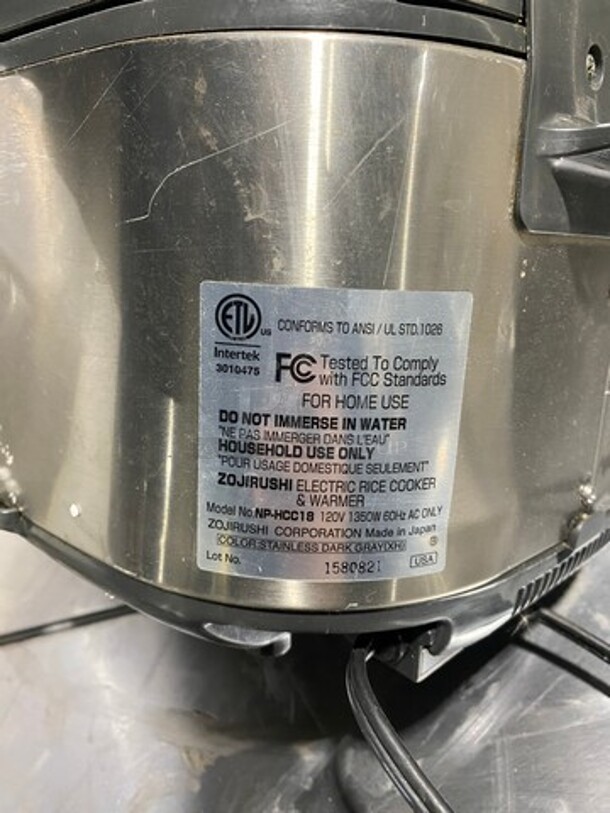 ETL US CONFORMS TO ANSI / UL STD.1026
Intertek
3010475
FC Tested To Comply
with FCC Standards
FOR HOME USE
DO NOT IMMERSE IN WATER
"NE PAS IMMERGER DANS L'EAU"
HOUSEHOLD USE ONLY
"POUR USAGE DOMESTIQUE SEULEMENT"
ZOJIRUSHI ELECTRIC RICE COOKER
& WARMER
Model No.NP-HCC18 120V 1350W 60Hz AC ONLY
ZOJIRUSHI CORPORATION Made in Japan
COLOR:STAINLESS DARK GRAY(XH)
Lot No. 1580821 USA